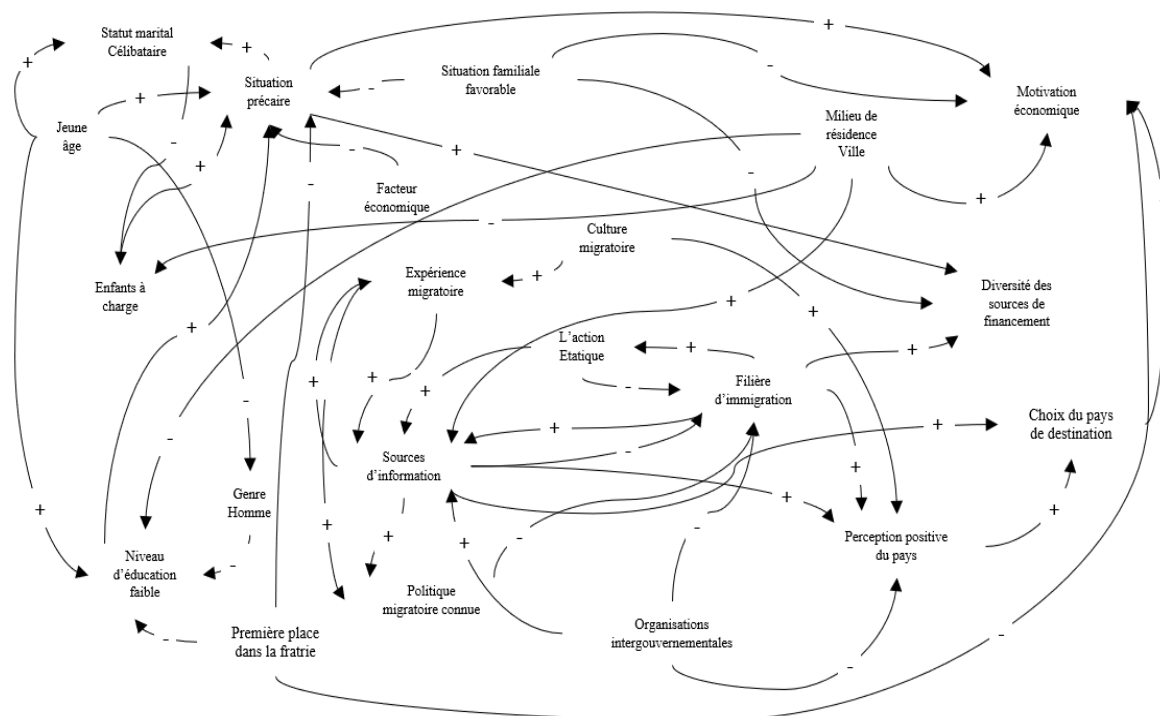 Statut marital
Célibataire
Situation
précaire
Situation familiale
favorable
Motivation
économique
Jeune
âge
Milieu de
résidence
Ville
Facteur
économique
Culture
migratoire
Enfants à
charge
Expérience
migratoire
Diversité des
sources de
financement
L’action
Etatique
Filière
d’immigration
Choix du pays
de destination
Sources
d’information
Genre
Homme
Perception positive
du pays
Niveau
d’éducation
faible
Politique
migratoire connue
Première place
dans la fratrie
Organisations
intergouvernementales